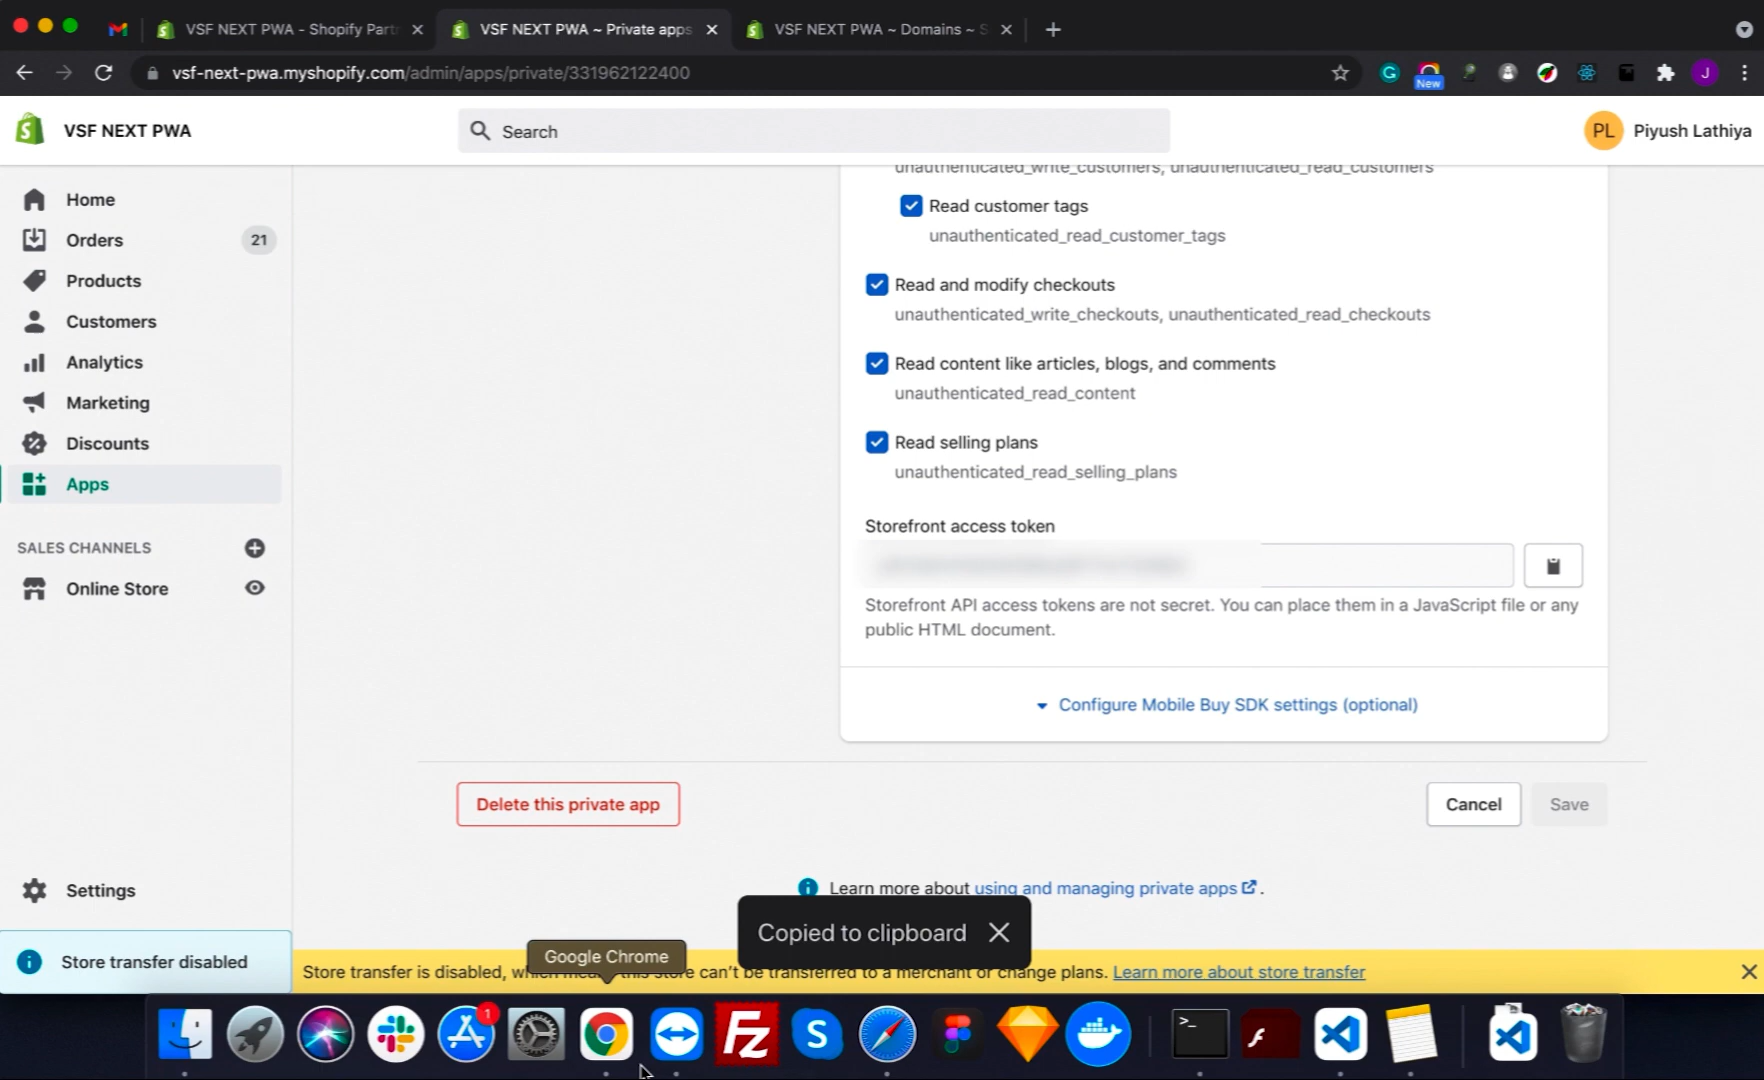 VSF NEXT PWA - Shopify Partn
VSF NEXT PWA ~ Private apps
VSF NEXT PWA ~ Domains ~ S
vsf-next-pwa.myshopify.com/admin/apps/private/331962122400
New
J
VSF NEXT PWA
Search
PL
Piyush Lathiya
Home
Orders
21
Products
Customers
Analytics
Marketing
Discounts
Apps
SALES CHANNELS
Online Store
Settings
Store transfer disabled
unauthenticated_write_customers, unauthenticated_read_customers
Read customer tags
unauthenticated_read_customer_tags
Read and modify checkouts
unauthenticated_write_checkouts, unauthenticated_read_checkouts
Read content like articles, blogs, and comments
unauthenticated_read_content
Read selling plans
unauthenticated_read_selling_plans
Storefront access token
Storefront API access tokens are not secret. You can place them in a JavaScript file or any
public HTML document.
Configure Mobile Buy SDK settings (optional)
Delete this private app
Cancel
Save
Learn more about using and managing private apps .
Copied to clipboard
Google Chrome
Store transfer is disabled, which means this store can't be transferred to a merchant or change plans. Learn more about store transfer
1